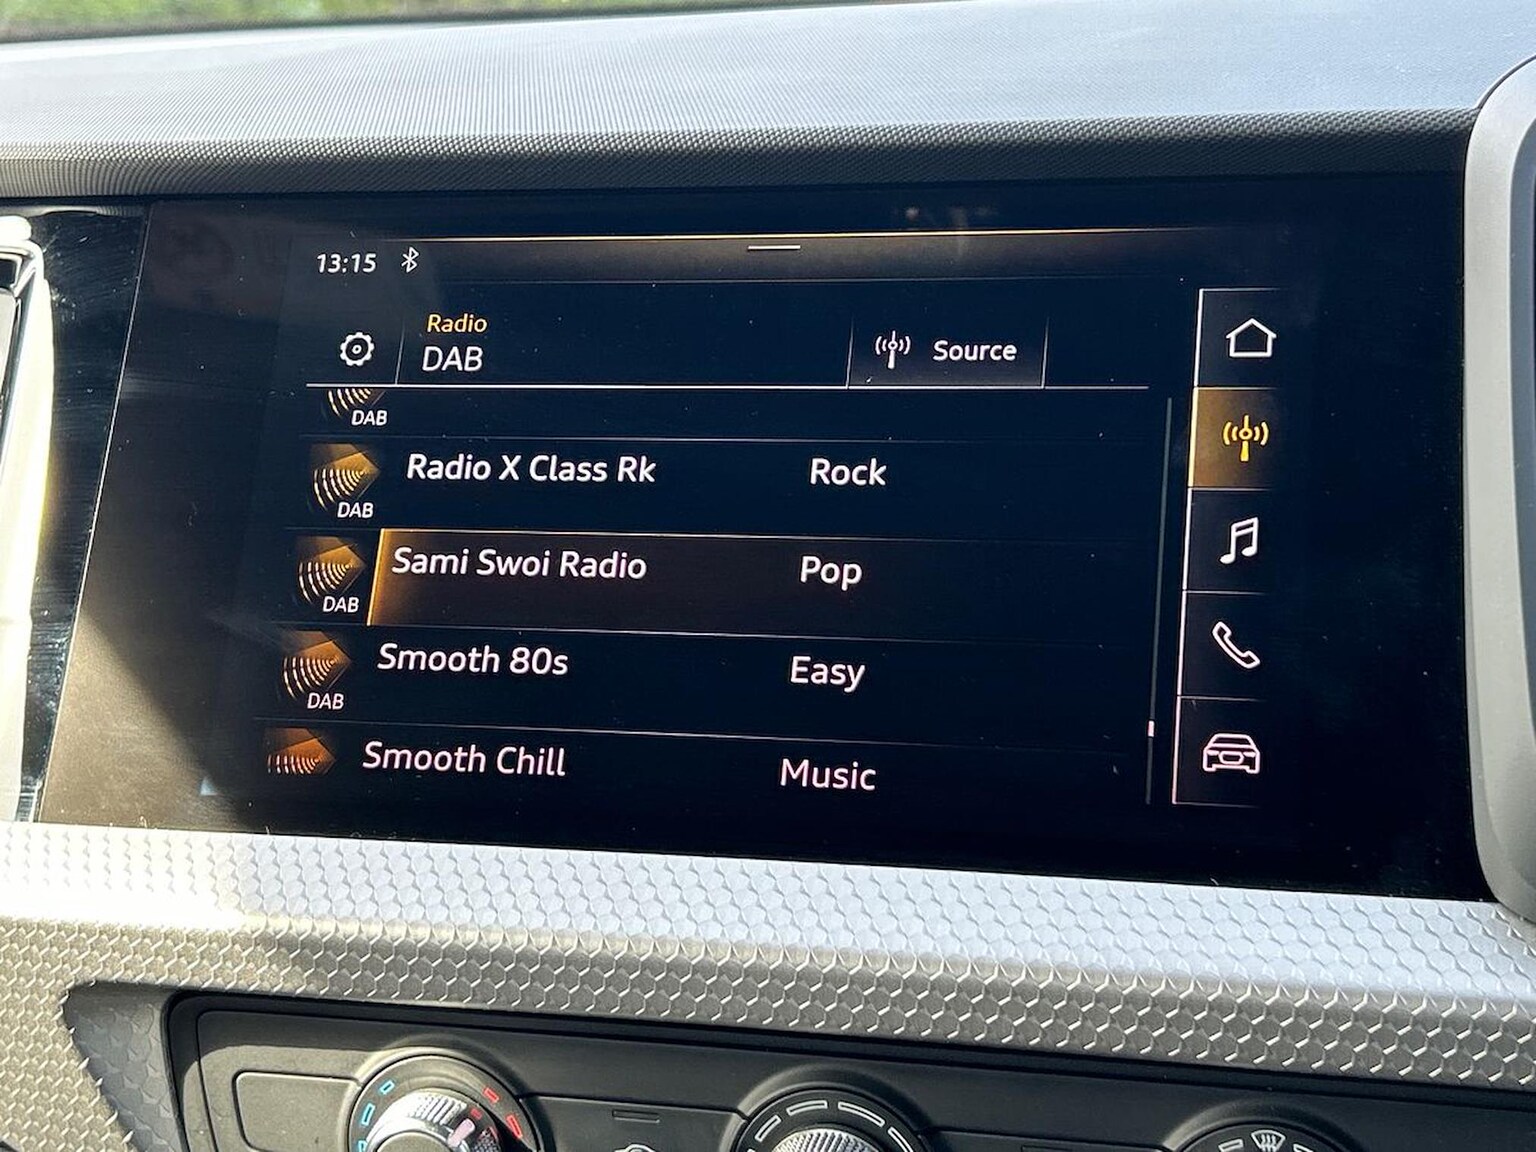 13:15
Radio
DAB
Source
DAB
Radio X Class Rk Rock
DAB
Sami Swoi Radio Pop
DAB
Smooth 80s Easy
DAB
Smooth Chill Music